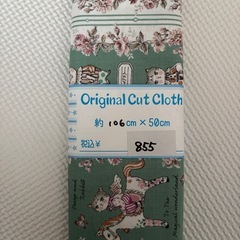 Original Cut Cloth
約 106cm×50cm
税込¥
855